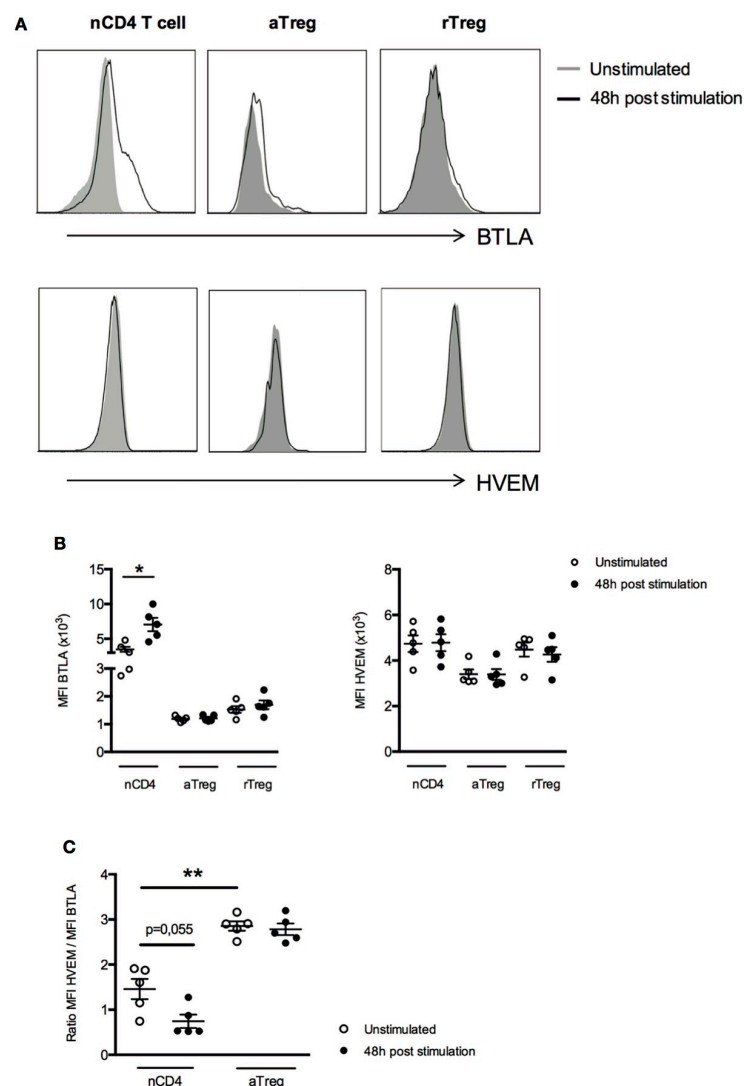 A
nCD4 T cell aTreg rTreg
Unstimulated
48h post stimulation
BTLA
HVEM
B
MFI BTLA (x10³)
15
10
5
3
2
1
0
*
nCD4 aTreg rTreg
MFI HVEM (x10³)
8
6
4
2
0
nCD4 aTreg rTreg
Unstimulated
48h post stimulation
C
Ratio MFI HVEM / MFI BTLA
4
3
2
1
0
**
p=0,055
nCD4 aTreg
Unstimulated
48h post stimulation